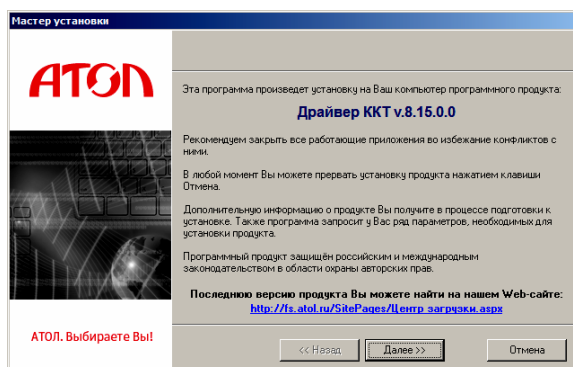 Мастер установки
АТОЛ
Эта программа произведет установку на Ваш компьютер программного продукта:
Драйвер ККТ v.8.15.0.0
Рекомендуем закрыть все работающие приложения во избежание конфликтов с
ними.
В любой момент Вы можете прервать установку продукта нажатием клавиши
Отмена.
Дополнительную информацию о продукте Вы получите в процессе подготовки к
установке. Также программа запросит у Вас ряд параметров, необходимых для
установки продукта.
Программный продукт защищён российским и международным
законодательством в области охраны авторских прав.
Последнюю версию продукта Вы можете найти на нашем Web-сайте:
http://fs.atol.ru/SitePages/Центр загрузки.aspx
АТОЛ. Выбираете Вы!
<< Назад
Далее >>
Отмена